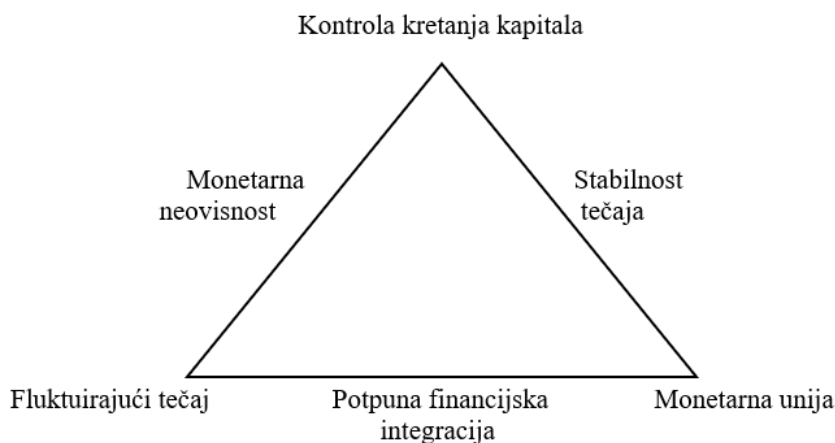 Kontrola kretanja kapitala
Monetarna
neovisnost
Stabilnost
tečaja
Fluktuirajući tečaj
Potpuna financijska
integracija
Monetarna unija